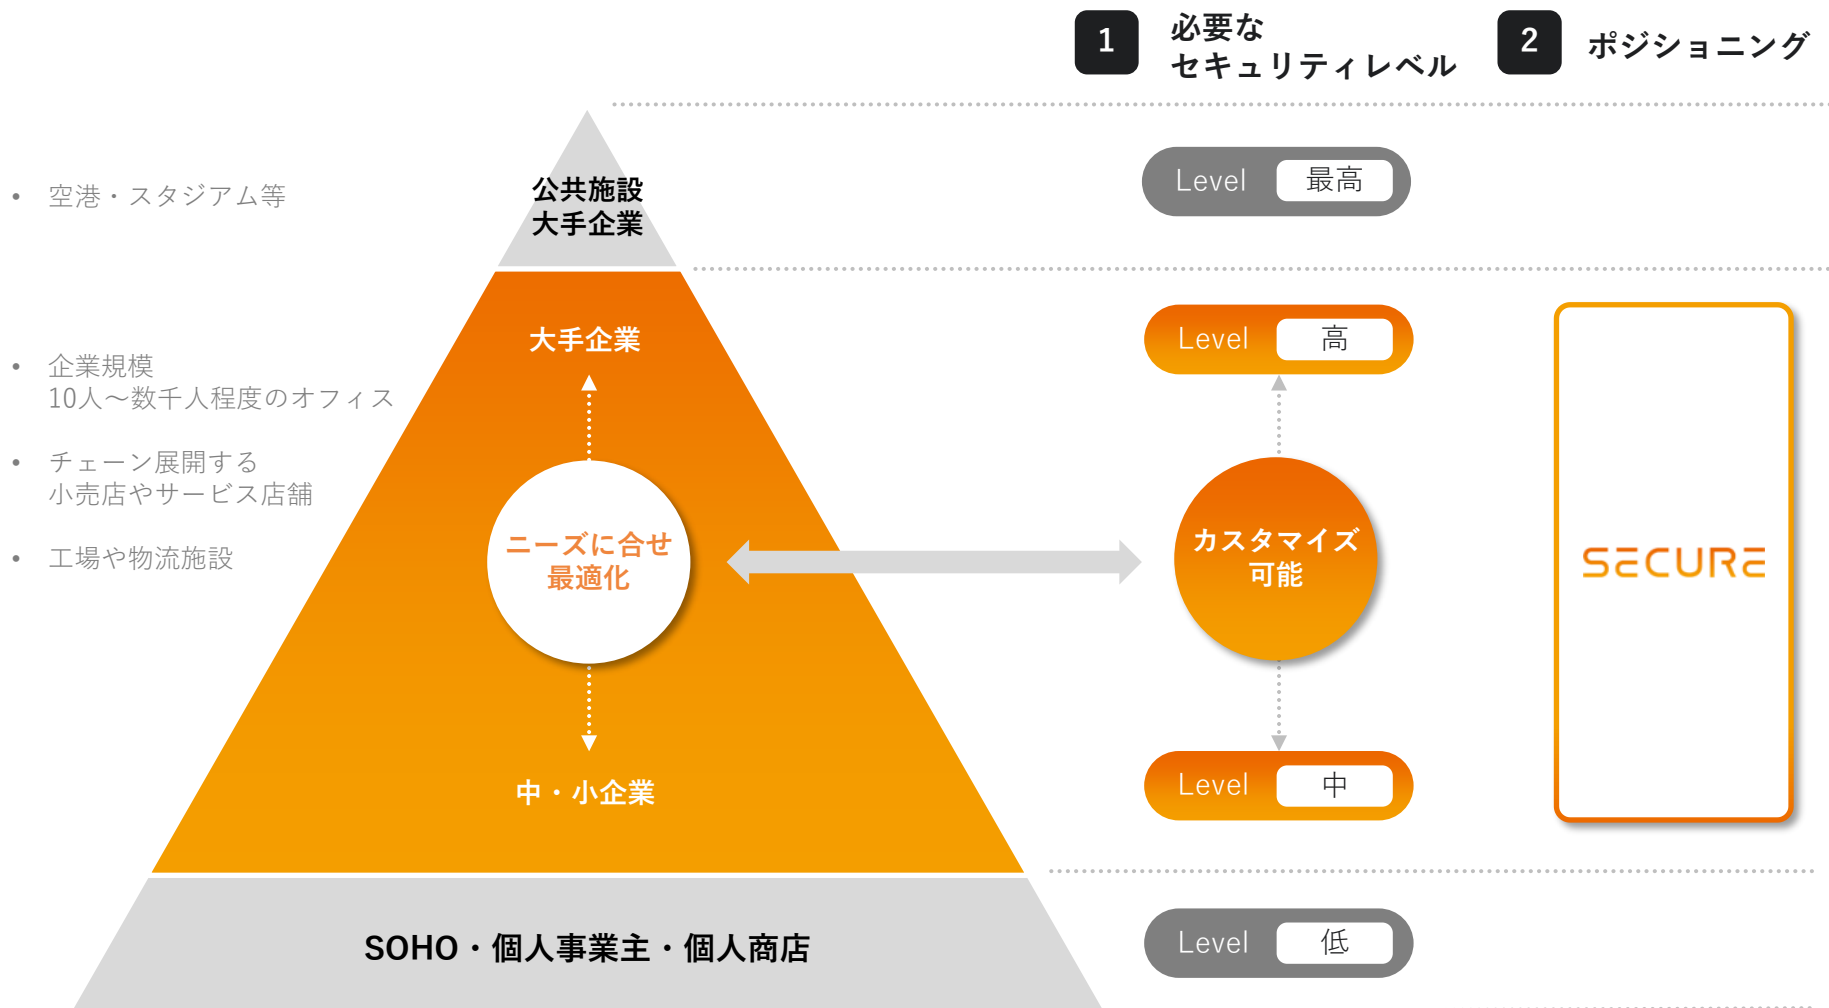 1
必要な
セキュリティレベル
2
ポジショニング
• 空港・スタジアム等
公共施設
大手企業
Level 最高
• 企業規模
10人～数千人程度のオフィス
• チェーン展開する
小売店やサービス店舗
• 工場や物流施設
大手企業
ニーズに合せ
最適化
中・小企業
Level 高
カスタマイズ
可能
Level 中
SECURE
SOHO・個人事業主・個人商店
Level 低